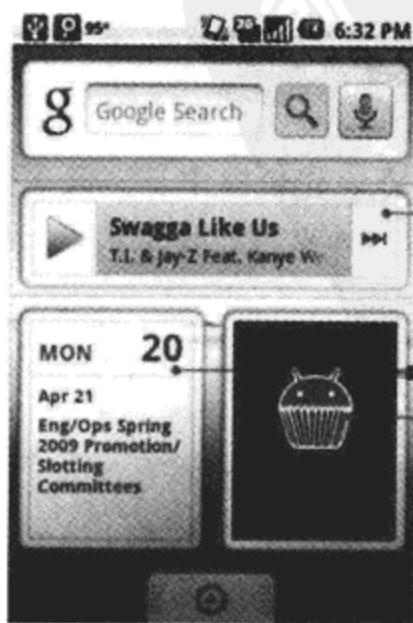 95° 6:32 PM
g Google Search
Swagga Like Us
T.I. & Jay-Z Feat. Kanye We
MON 20
Apr 21
Eng/Ops Spring
2009 Promotion/
Slotting
Committees